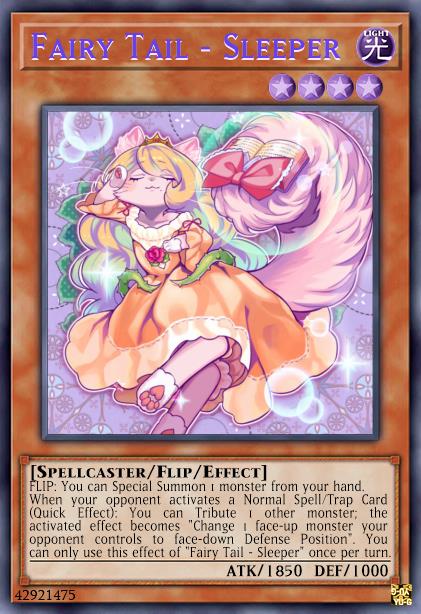 Fairy Tail - Sleeper
LIGHT
光
[Spellcaster/Flip/Effect]
FLIP: You can Special Summon 1 monster from your hand.
When your opponent activates a Normal Spell/Trap Card
(Quick Effect): You can Tribute 1 other monster; the
activated effect becomes "Change 1 face-up monster your
opponent controls to face-down Defense Position". You
can only use this effect of "Fairy Tail - Sleeper" once per turn.
ATK/1850 DEF/1000
42921475